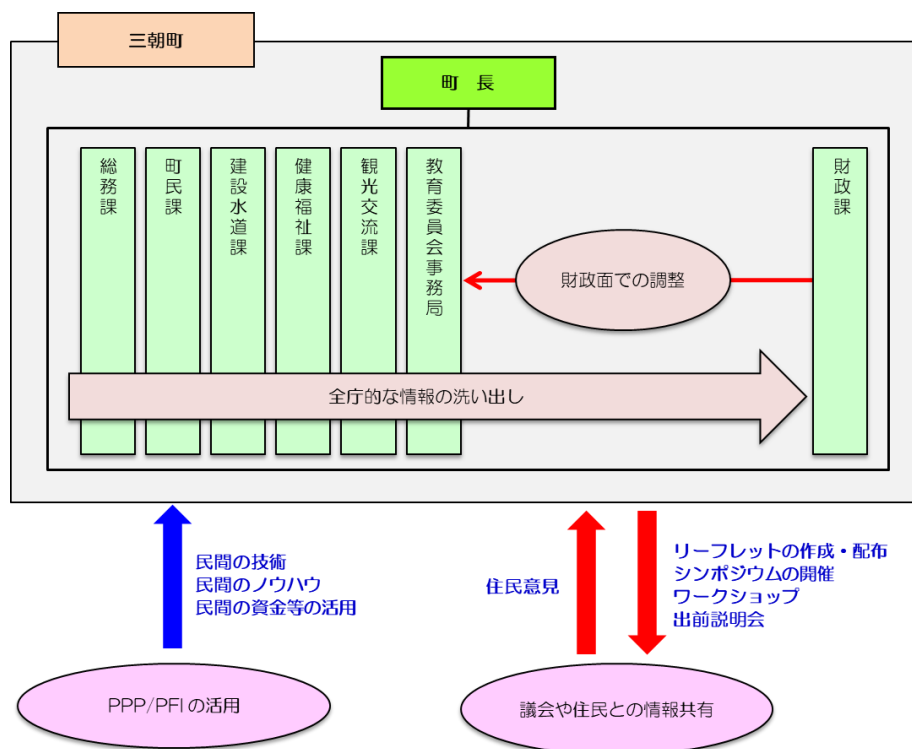 三朝町
町　長
総務課
町民課
建設水道課
健康福祉課
観光交流課
教育委員会事務局
財政課
財政面での調整
全庁的な情報の洗い出し
民間の技術
民間のノウハウ
民間の資金等の活用
住民意見
リーフレットの作成・配布
シンポジウムの開催
ワークショップ
出前説明会
PPP/PFIの活用
議会や住民との情報共有